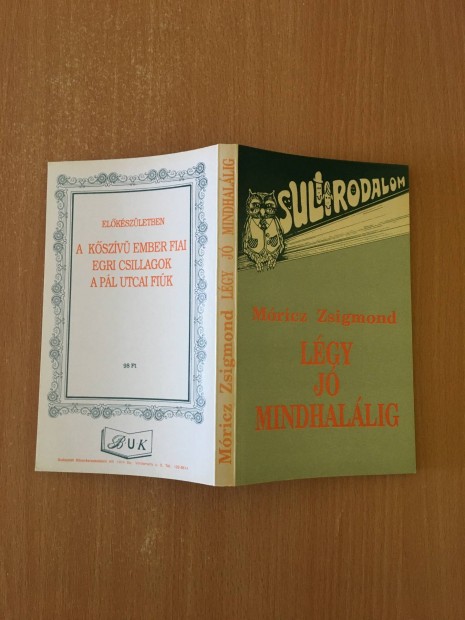 ELŐKÉSZÜLETBEN
A KŐSZÍVŰ EMBER FIAI
EGRI CSILLAGOK
A PÁL UTCAI FIÚK
98 Ft
BUK
Móricz Zsigmond LÉGY JÓ MINDHALÁLIG
SULIRODALOM
Móricz Zsigmond
LÉGY
JÓ
MINDHALÁLIG